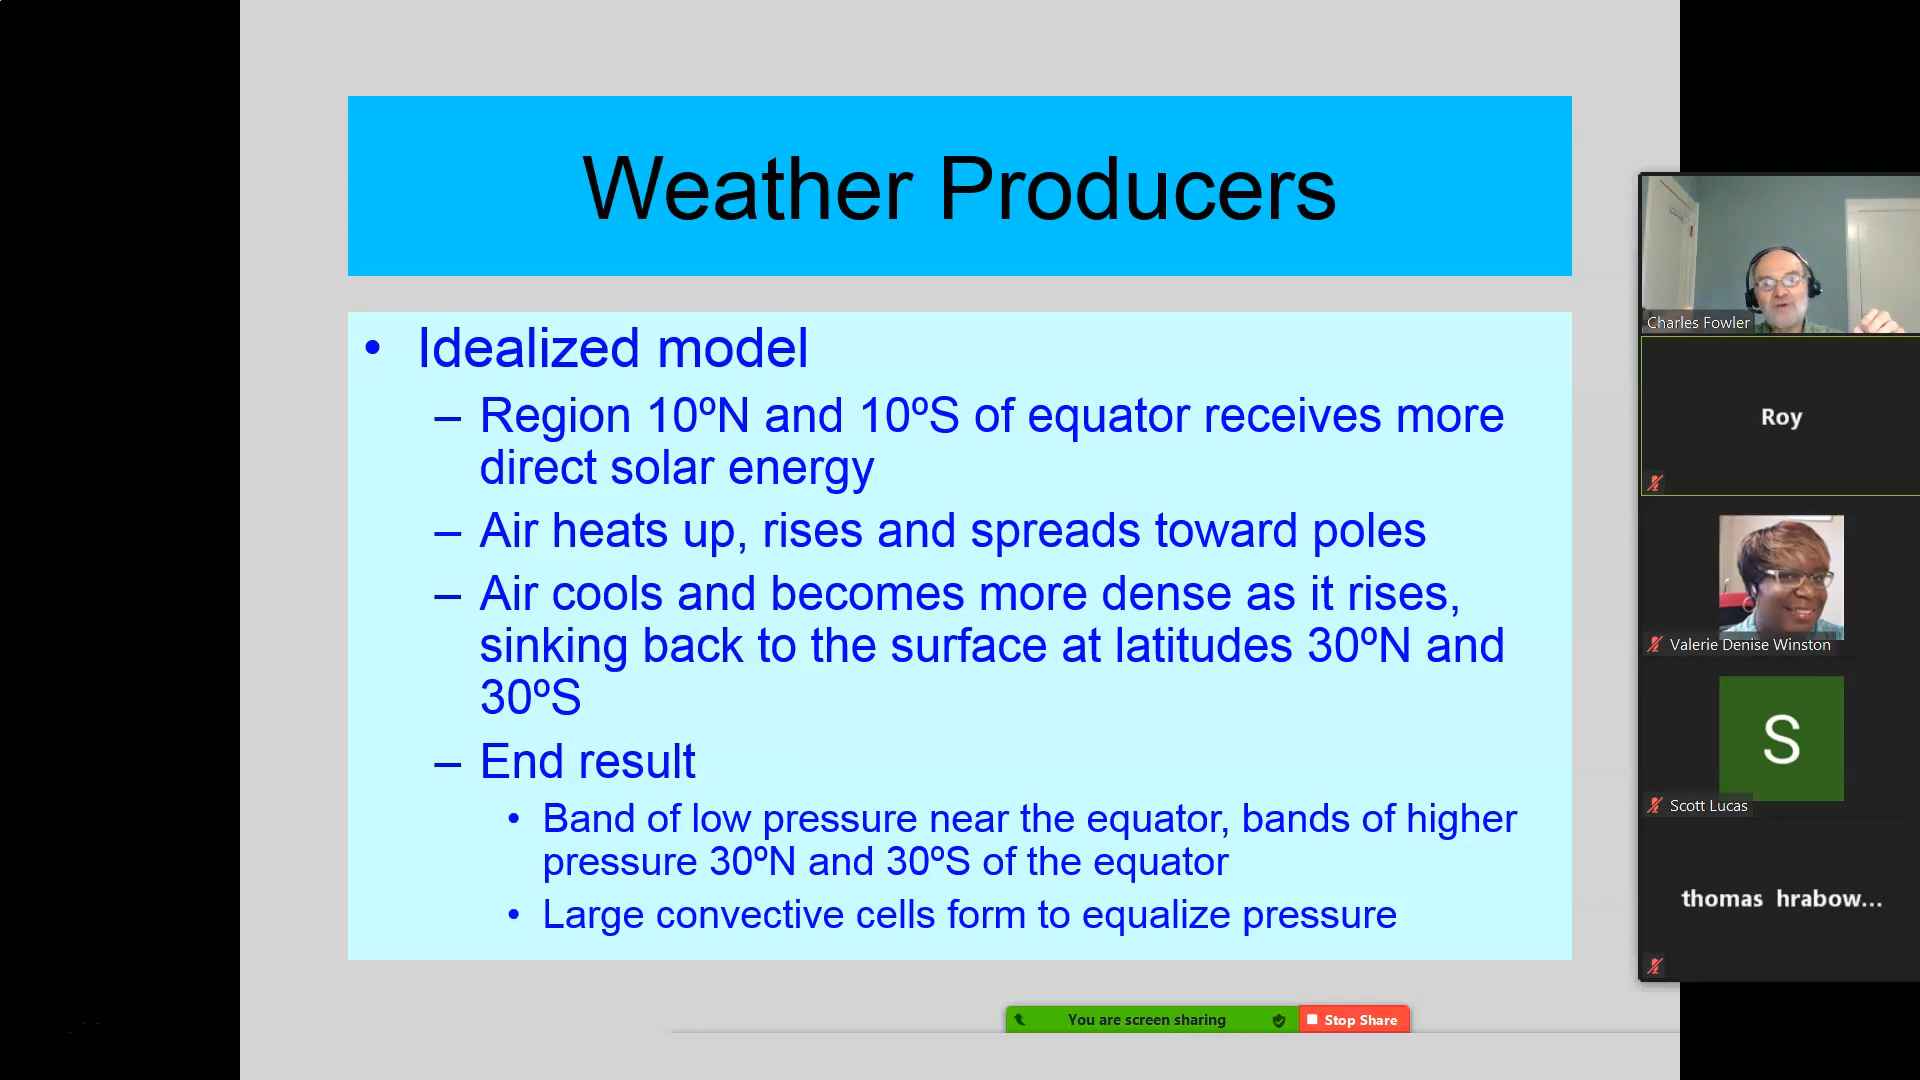 Weather Producers
• Idealized model
– Region 10ºN and 10ºS of equator receives more
direct solar energy
– Air heats up, rises and spreads toward poles
– Air cools and becomes more dense as it rises,
sinking back to the surface at latitudes 30ºN and
30ºS
– End result
• Band of low pressure near the equator, bands of higher
pressure 30ºN and 30ºS of the equator
• Large convective cells form to equalize pressure
Charles Fowler
Roy
Valerie Denise Winston
S
Scott Lucas
thomas hrabow...
You are screen sharing
Stop Share